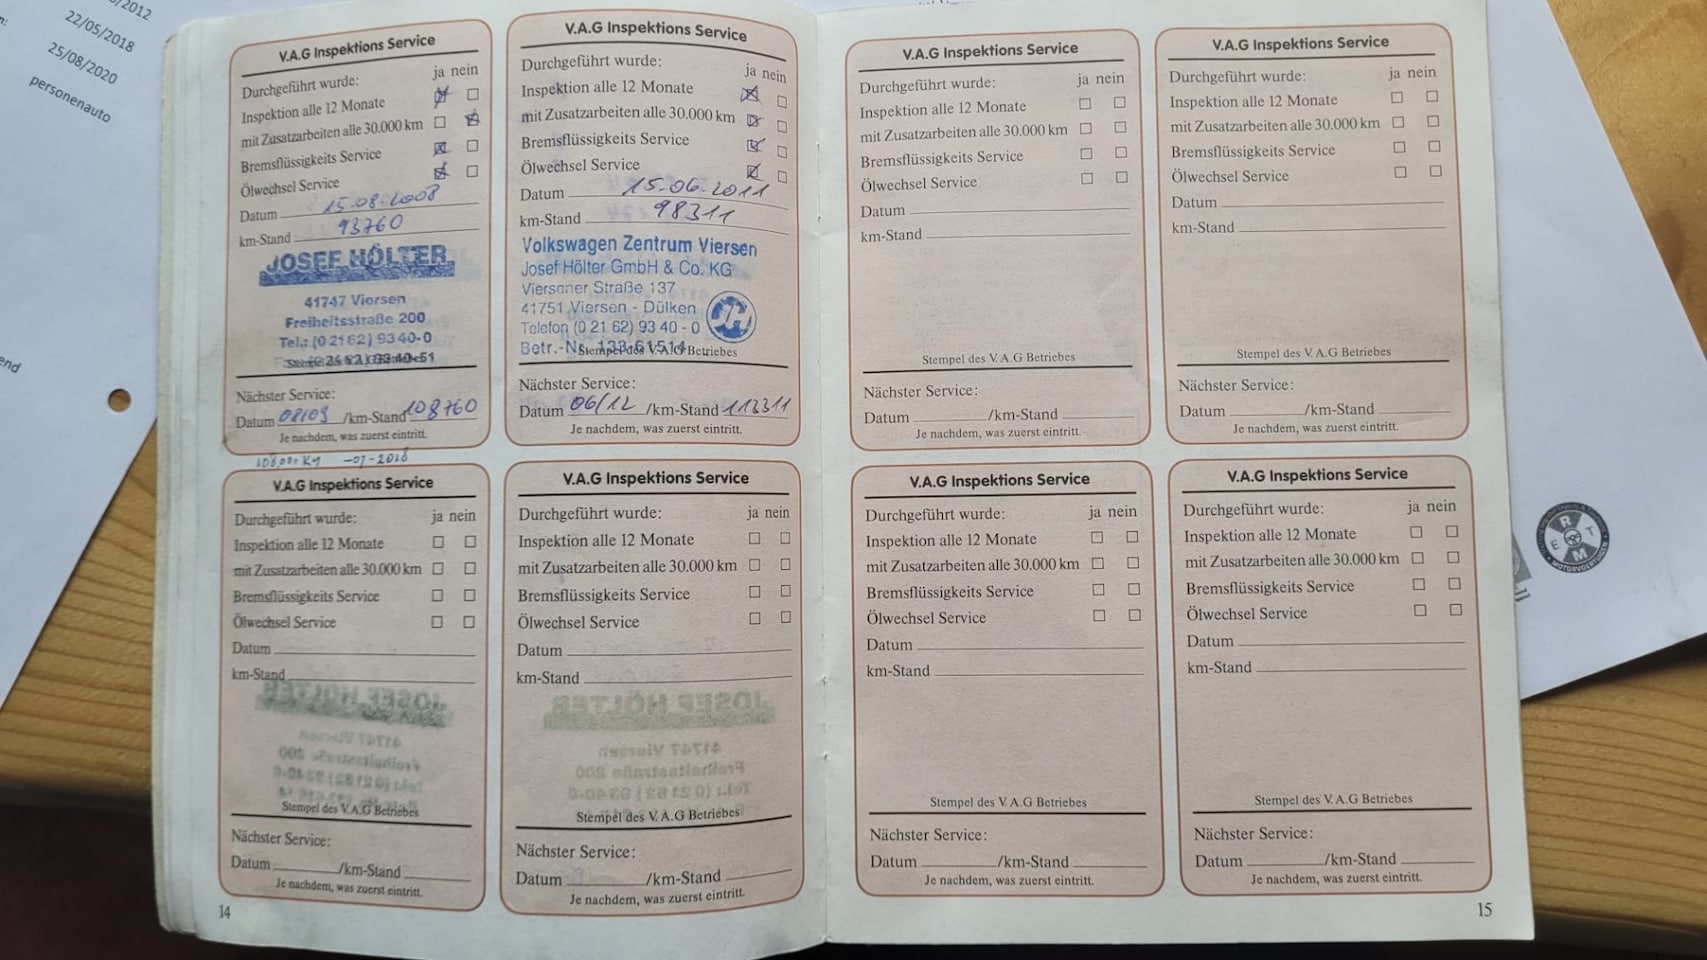 /2012
22/05/2018
25/08/2020
personenauto
end
V.A.G Inspektions Service
Durchgeführt wurde:
ja nein
Inspektion alle 12 Monate
mit Zusatzarbeiten alle 30.000 km
Bremsflüssigkeits Service
Ölwechsel Service
Datum 15.08.2008
km-Stand 93760
JOSEF HÖLTER
41747 Viersen
Freiheitsstraße 200
Tel.: (0 21 62) 93 40-0
Nächster Service:
Datum 08/09 /km-Stand 108760
Je nachdem, was zuerst eintritt.
V.A.G Inspektions Service
Durchgeführt wurde:
ja nein
Inspektion alle 12 Monate
mit Zusatzarbeiten alle 30.000 km
Bremsflüssigkeits Service
Ölwechsel Service
Datum 15.06.2011
km-Stand 98311
Volkswagen Zentrum Viersen
Josef Hölter GmbH & Co. KG
Viersener Straße 137
41751 Viersen - Dülken
Telefon (0 21 62) 93 40 - 0
Betr.-Nr. 133-61514
Stempel des V.A.G Betriebes
Nächster Service:
Datum 06/12 /km-Stand 113311
Je nachdem, was zuerst eintritt.
-07-2018
V.A.G Inspektions Service
Durchgeführt wurde:
ja nein
Inspektion alle 12 Monate
mit Zusatzarbeiten alle 30.000 km
Bremsflüssigkeits Service
Ölwechsel Service
Datum
km-Stand
Stempel des V.A.G Betriebes
Nächster Service:
Datum /km-Stand
Je nachdem, was zuerst eintritt.
V.A.G Inspektions Service
Durchgeführt wurde:
ja nein
Inspektion alle 12 Monate
mit Zusatzarbeiten alle 30.000 km
Bremsflüssigkeits Service
Ölwechsel Service
Datum
km-Stand
Stempel des V.A.G Betriebes
Nächster Service:
Datum /km-Stand
Je nachdem, was zuerst eintritt.
14
V.A.G Inspektions Service
Durchgeführt wurde:
ja nein
Inspektion alle 12 Monate
mit Zusatzarbeiten alle 30.000 km
Bremsflüssigkeits Service
Ölwechsel Service
Datum
km-Stand
Stempel des V.A.G Betriebes
Nächster Service:
Datum /km-Stand
Je nachdem, was zuerst eintritt.
V.A.G Inspektions Service
Durchgeführt wurde:
ja nein
Inspektion alle 12 Monate
mit Zusatzarbeiten alle 30.000 km
Bremsflüssigkeits Service
Ölwechsel Service
Datum
km-Stand
Stempel des V.A.G Betriebes
Nächster Service:
Datum /km-Stand
Je nachdem, was zuerst eintritt.
V.A.G Inspektions Service
Durchgeführt wurde:
ja nein
Inspektion alle 12 Monate
mit Zusatzarbeiten alle 30.000 km
Bremsflüssigkeits Service
Ölwechsel Service
Datum
km-Stand
Stempel des V.A.G Betriebes
Nächster Service:
Datum /km-Stand
Je nachdem, was zuerst eintritt.
V.A.G Inspektions Service
Durchgeführt wurde:
ja nein
Inspektion alle 12 Monate
mit Zusatzarbeiten alle 30.000 km
Bremsflüssigkeits Service
Ölwechsel Service
Datum
km-Stand
Stempel des V.A.G Betriebes
Nächster Service:
Datum /km-Stand
Je nachdem, was zuerst eintritt.
15